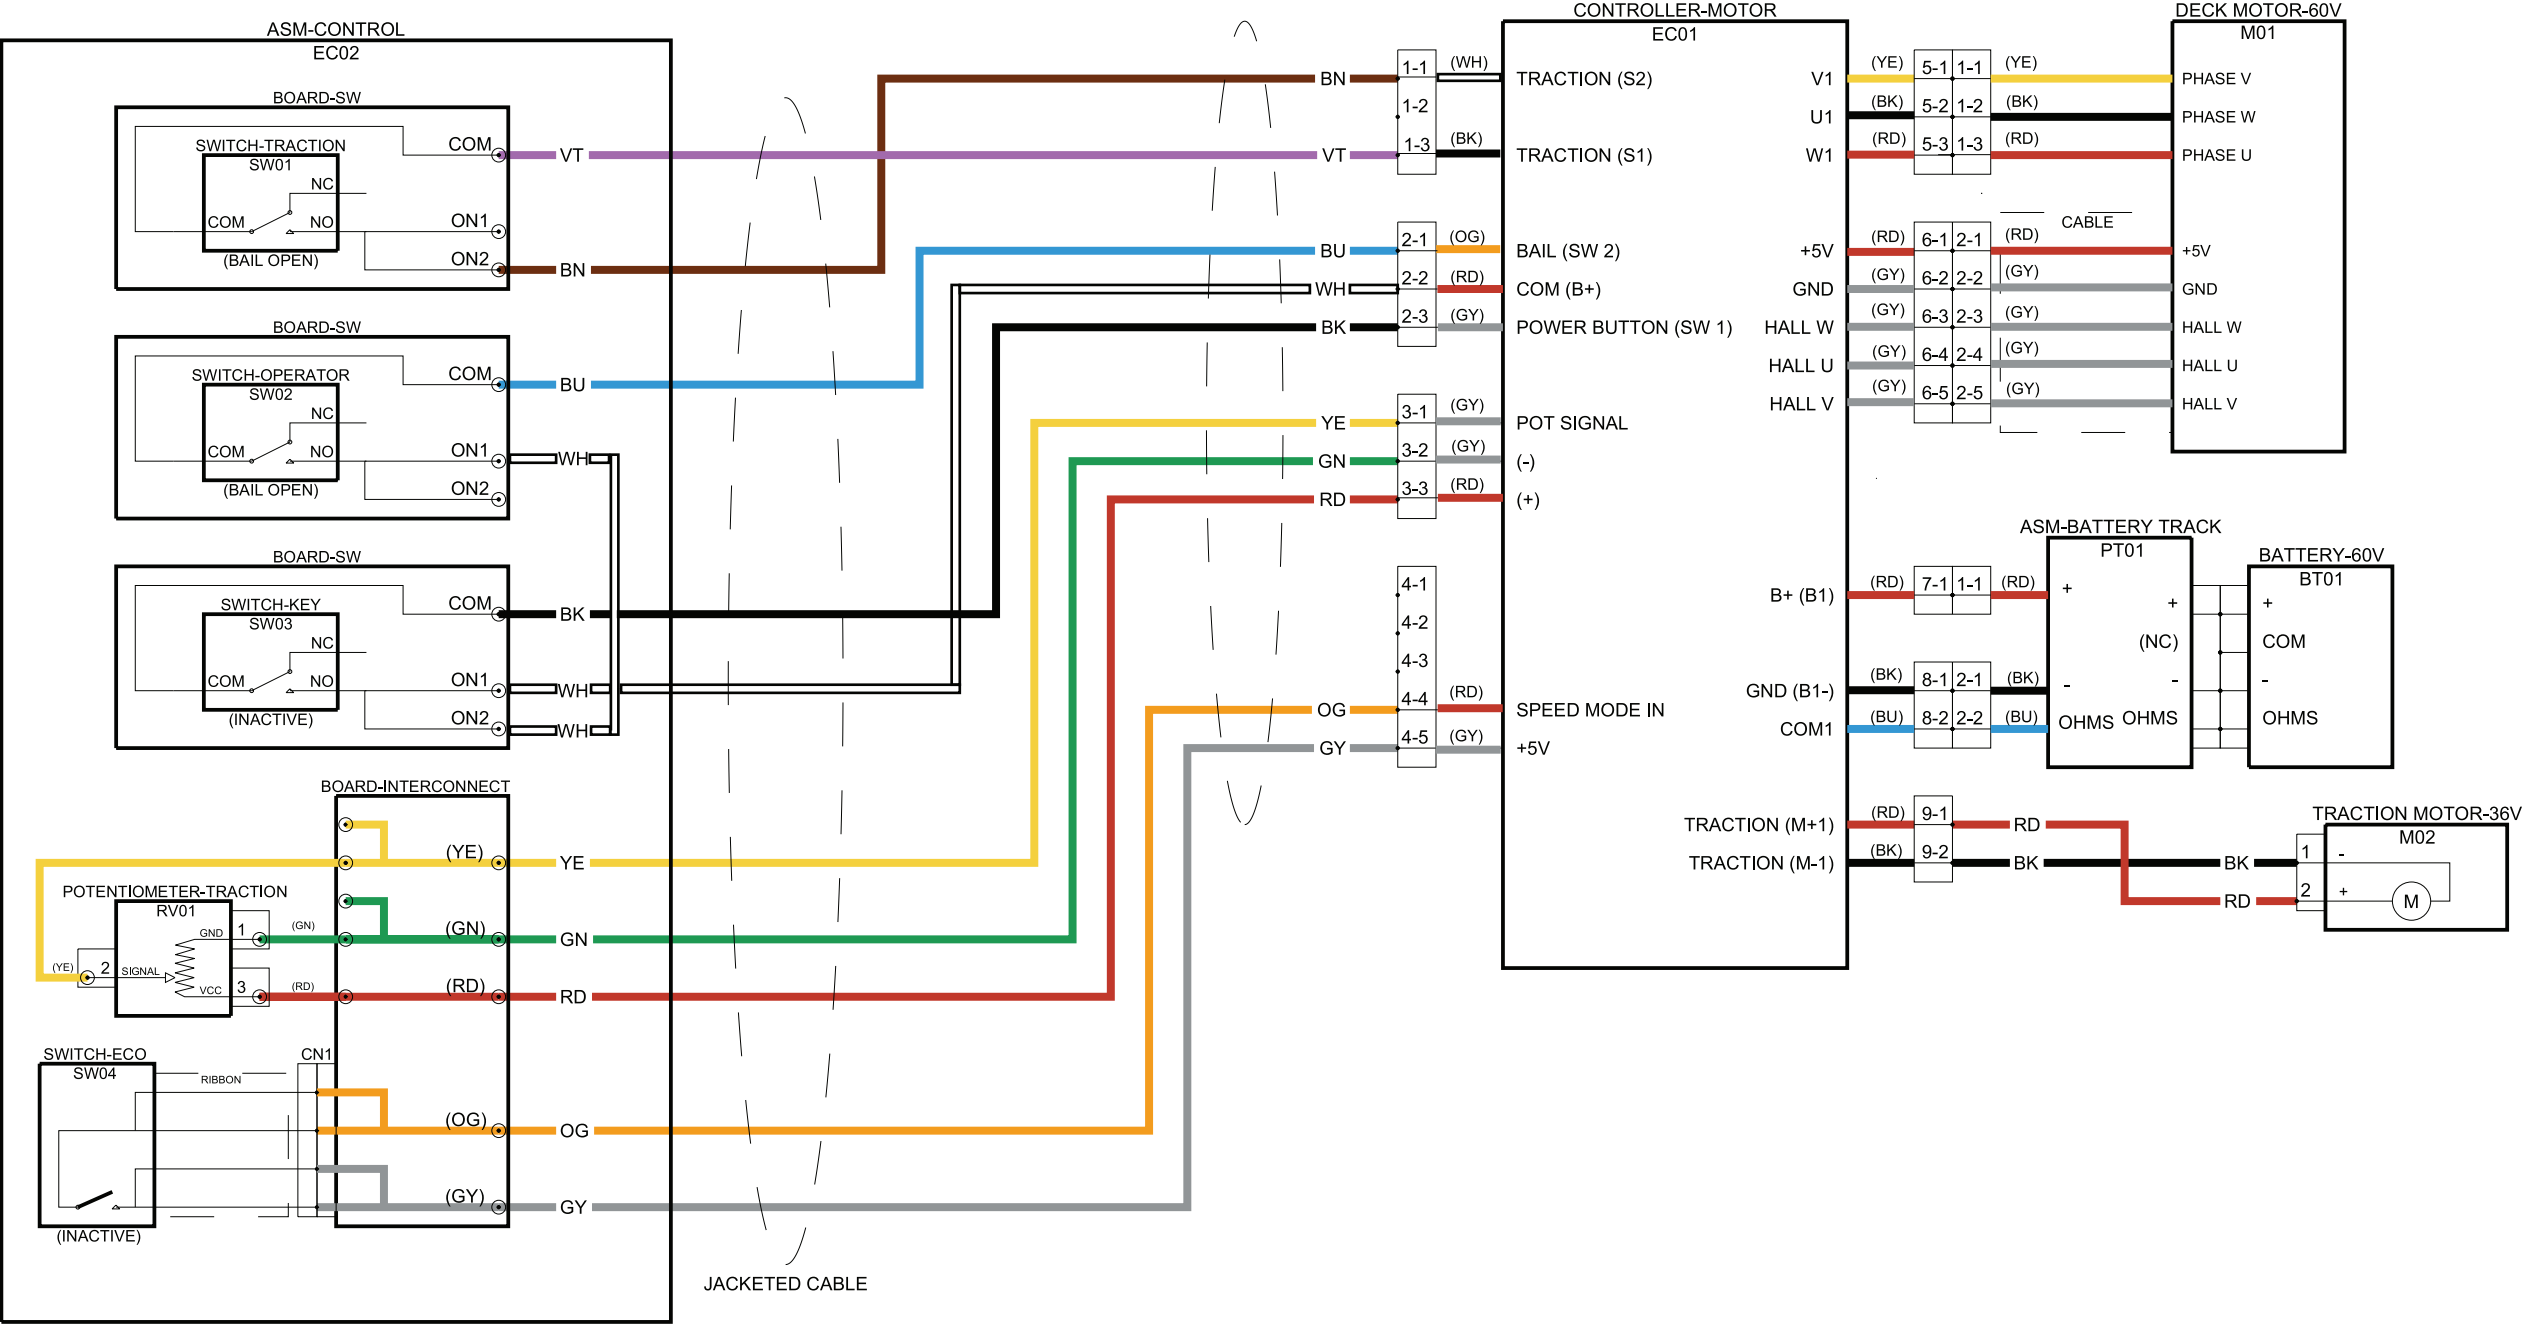 ASM-CONTROL
EC02
BOARD-SW
SWITCH-TRACTION
SW01
NC
COM
NO
(BAIL OPEN)
COM
ON1
ON2
VT
BN
BOARD-SW
SWITCH-OPERATOR
SW02
NC
COM
NO
(BAIL OPEN)
COM
ON1
ON2
BU
WH
BOARD-SW
SWITCH-KEY
SW03
NC
COM
NO
(INACTIVE)
COM
ON1
ON2
BK
WH
WH
BOARD-INTERCONNECT
(YE)
YE
POTENTIOMETER-TRACTION
RV01
GND
1
(GN)
(GN)
GN
(YE)
2
SIGNAL
VCC
3
(RD)
(RD)
RD
SWITCH-ECO
SW04
CN1
RIBBON
(OG)
OG
(GY)
GY
(INACTIVE)
JACKETED CABLE
BN
VT
BU
WH
BK
YE
GN
RD
OG
GY
1-1
(WH)
1-2
1-3
(BK)
2-1
(OG)
2-2
(RD)
2-3
(GY)
3-1
(GY)
3-2
(GY)
3-3
(RD)
4-1
4-2
4-3
4-4
(RD)
4-5
(GY)
CONTROLLER-MOTOR
EC01
TRACTION (S2)
TRACTION (S1)
BAIL (SW 2)
COM (B+)
POWER BUTTON (SW 1)
POT SIGNAL
(-)
(+)
SPEED MODE IN
+5V
V1
U1
W1
+5V
GND
HALL W
HALL U
HALL V
B+ (B1)
GND (B1-)
COM1
TRACTION (M+1)
TRACTION (M-1)
(YE) 5-1 1-1 (YE)
(BK) 5-2 1-2 (BK)
(RD) 5-3 1-3 (RD)
CABLE
(RD) 6-1 2-1 (RD)
(GY) 6-2 2-2 (GY)
(GY) 6-3 2-3 (GY)
(GY) 6-4 2-4 (GY)
(GY) 6-5 2-5 (GY)
(RD) 7-1 1-1 (RD)
(BK) 8-1 2-1 (BK)
(BU) 8-2 2-2 (BU)
(RD) 9-1 RD
(BK) 9-2 BK
DECK MOTOR-60V
M01
PHASE V
PHASE W
PHASE U
+5V
GND
HALL W
HALL U
HALL V
ASM-BATTERY TRACK
PT01
+
+
(NC)
-
-
OHMS
OHMS
BATTERY-60V
BT01
+
COM
-
OHMS
TRACTION MOTOR-36V
M02
BK
1
-
RD
2
+
M